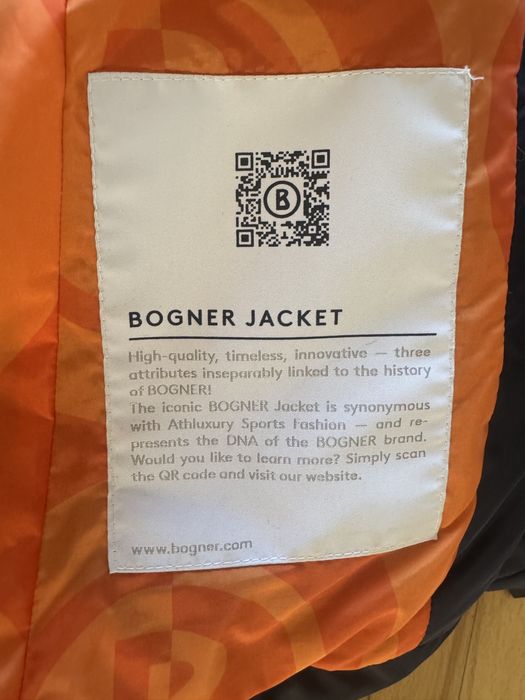 B
BOGNER JACKET
High-quality, timeless, innovative — three
attributes inseparably linked to the history
of BOGNER!
The iconic BOGNER Jacket is synonymous
with Athluxury Sports Fashion — and re-
presents the DNA of the BOGNER brand.
Would you like to learn more? Simply scan
the QR code and visit our website.
www.bogner.com